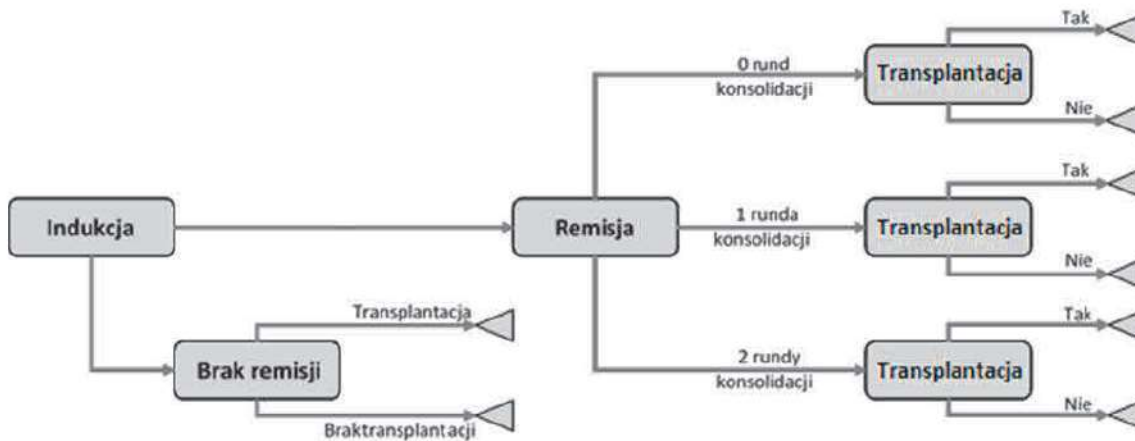 Tak
0 rund
konsolidacji
Transplantacja
Nie
Tak
Indukcja
Remisja
1 runda
konsolidacji
Transplantacja
Nie
Transplantacja
Tak
Brak remisji
2 rundy
konsolidacji
Transplantacja
Braktransplantacji
Nie